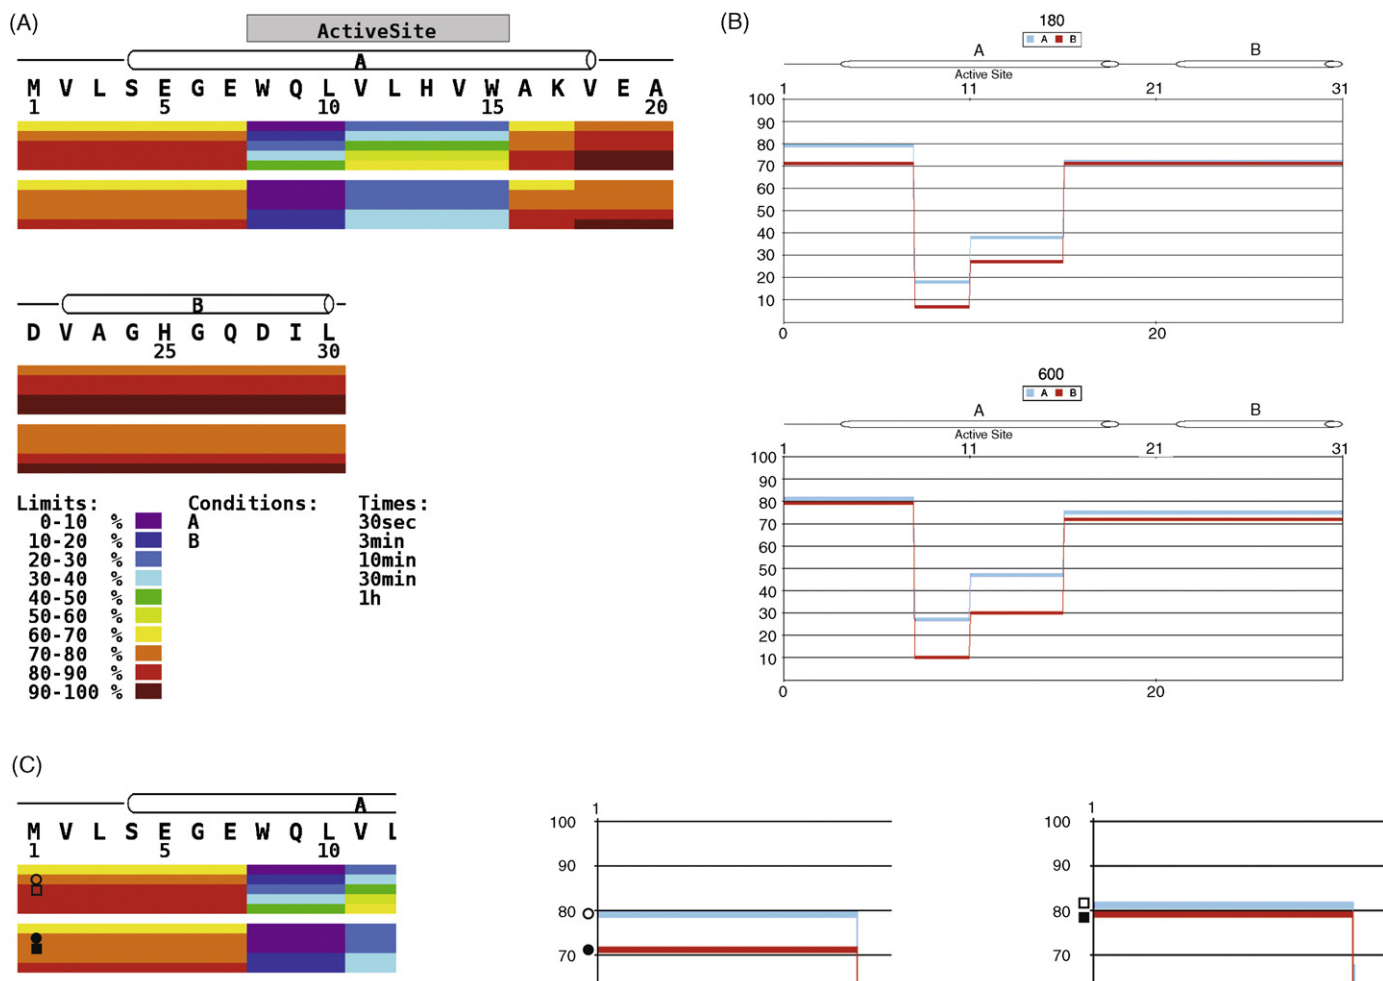 (A)
ActiveSite
A
M V L S E G E W Q L V L H V W A K V E A
1 5 10 15 20
B
D V A G H G Q D I L
25 30
Limits: Conditions: Times:
0-10 % A 30sec
10-20 % B 3min
20-30 % 10min
30-40 % 30min
40-50 % 1h
50-60 %
60-70 %
70-80 %
80-90 %
90-100 %
(B)
180
A B
A B
Active Site
1 11 21 31
100
90
80
70
60
50
40
30
20
10
0 20
600
A B
A B
Active Site
1 11 21 31
100
90
80
70
60
50
40
30
20
10
0 20
(C)
A
M V L S E G E W Q L V L
1 5 10
1
100
90
80
70
1
100
90
80
70